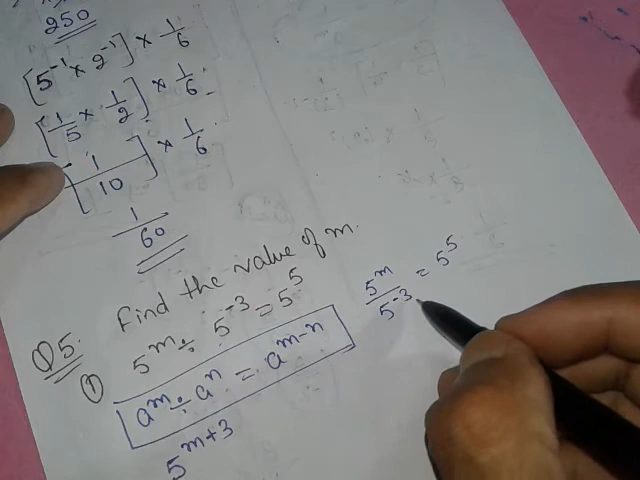 250
[5⁻¹ × 2⁻¹] × 1/6
[1/5 × 1/2] × 1/6
[1/10] × 1/6
1/60
Q5. Find the value of m.
① 5ᵐ ÷ 5⁻³ = 5⁵
aᵐ ÷ aⁿ = aᵐ⁻ⁿ
5ᵐ⁺³
5ᵐ/5⁻³ = 5⁵